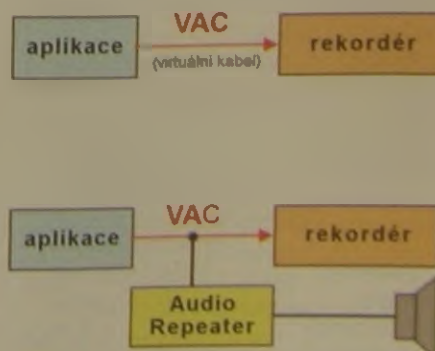 VAC
aplikace
rekordér
(virtuální kabel)
VAC
aplikace
rekordér
Audio
Repeater